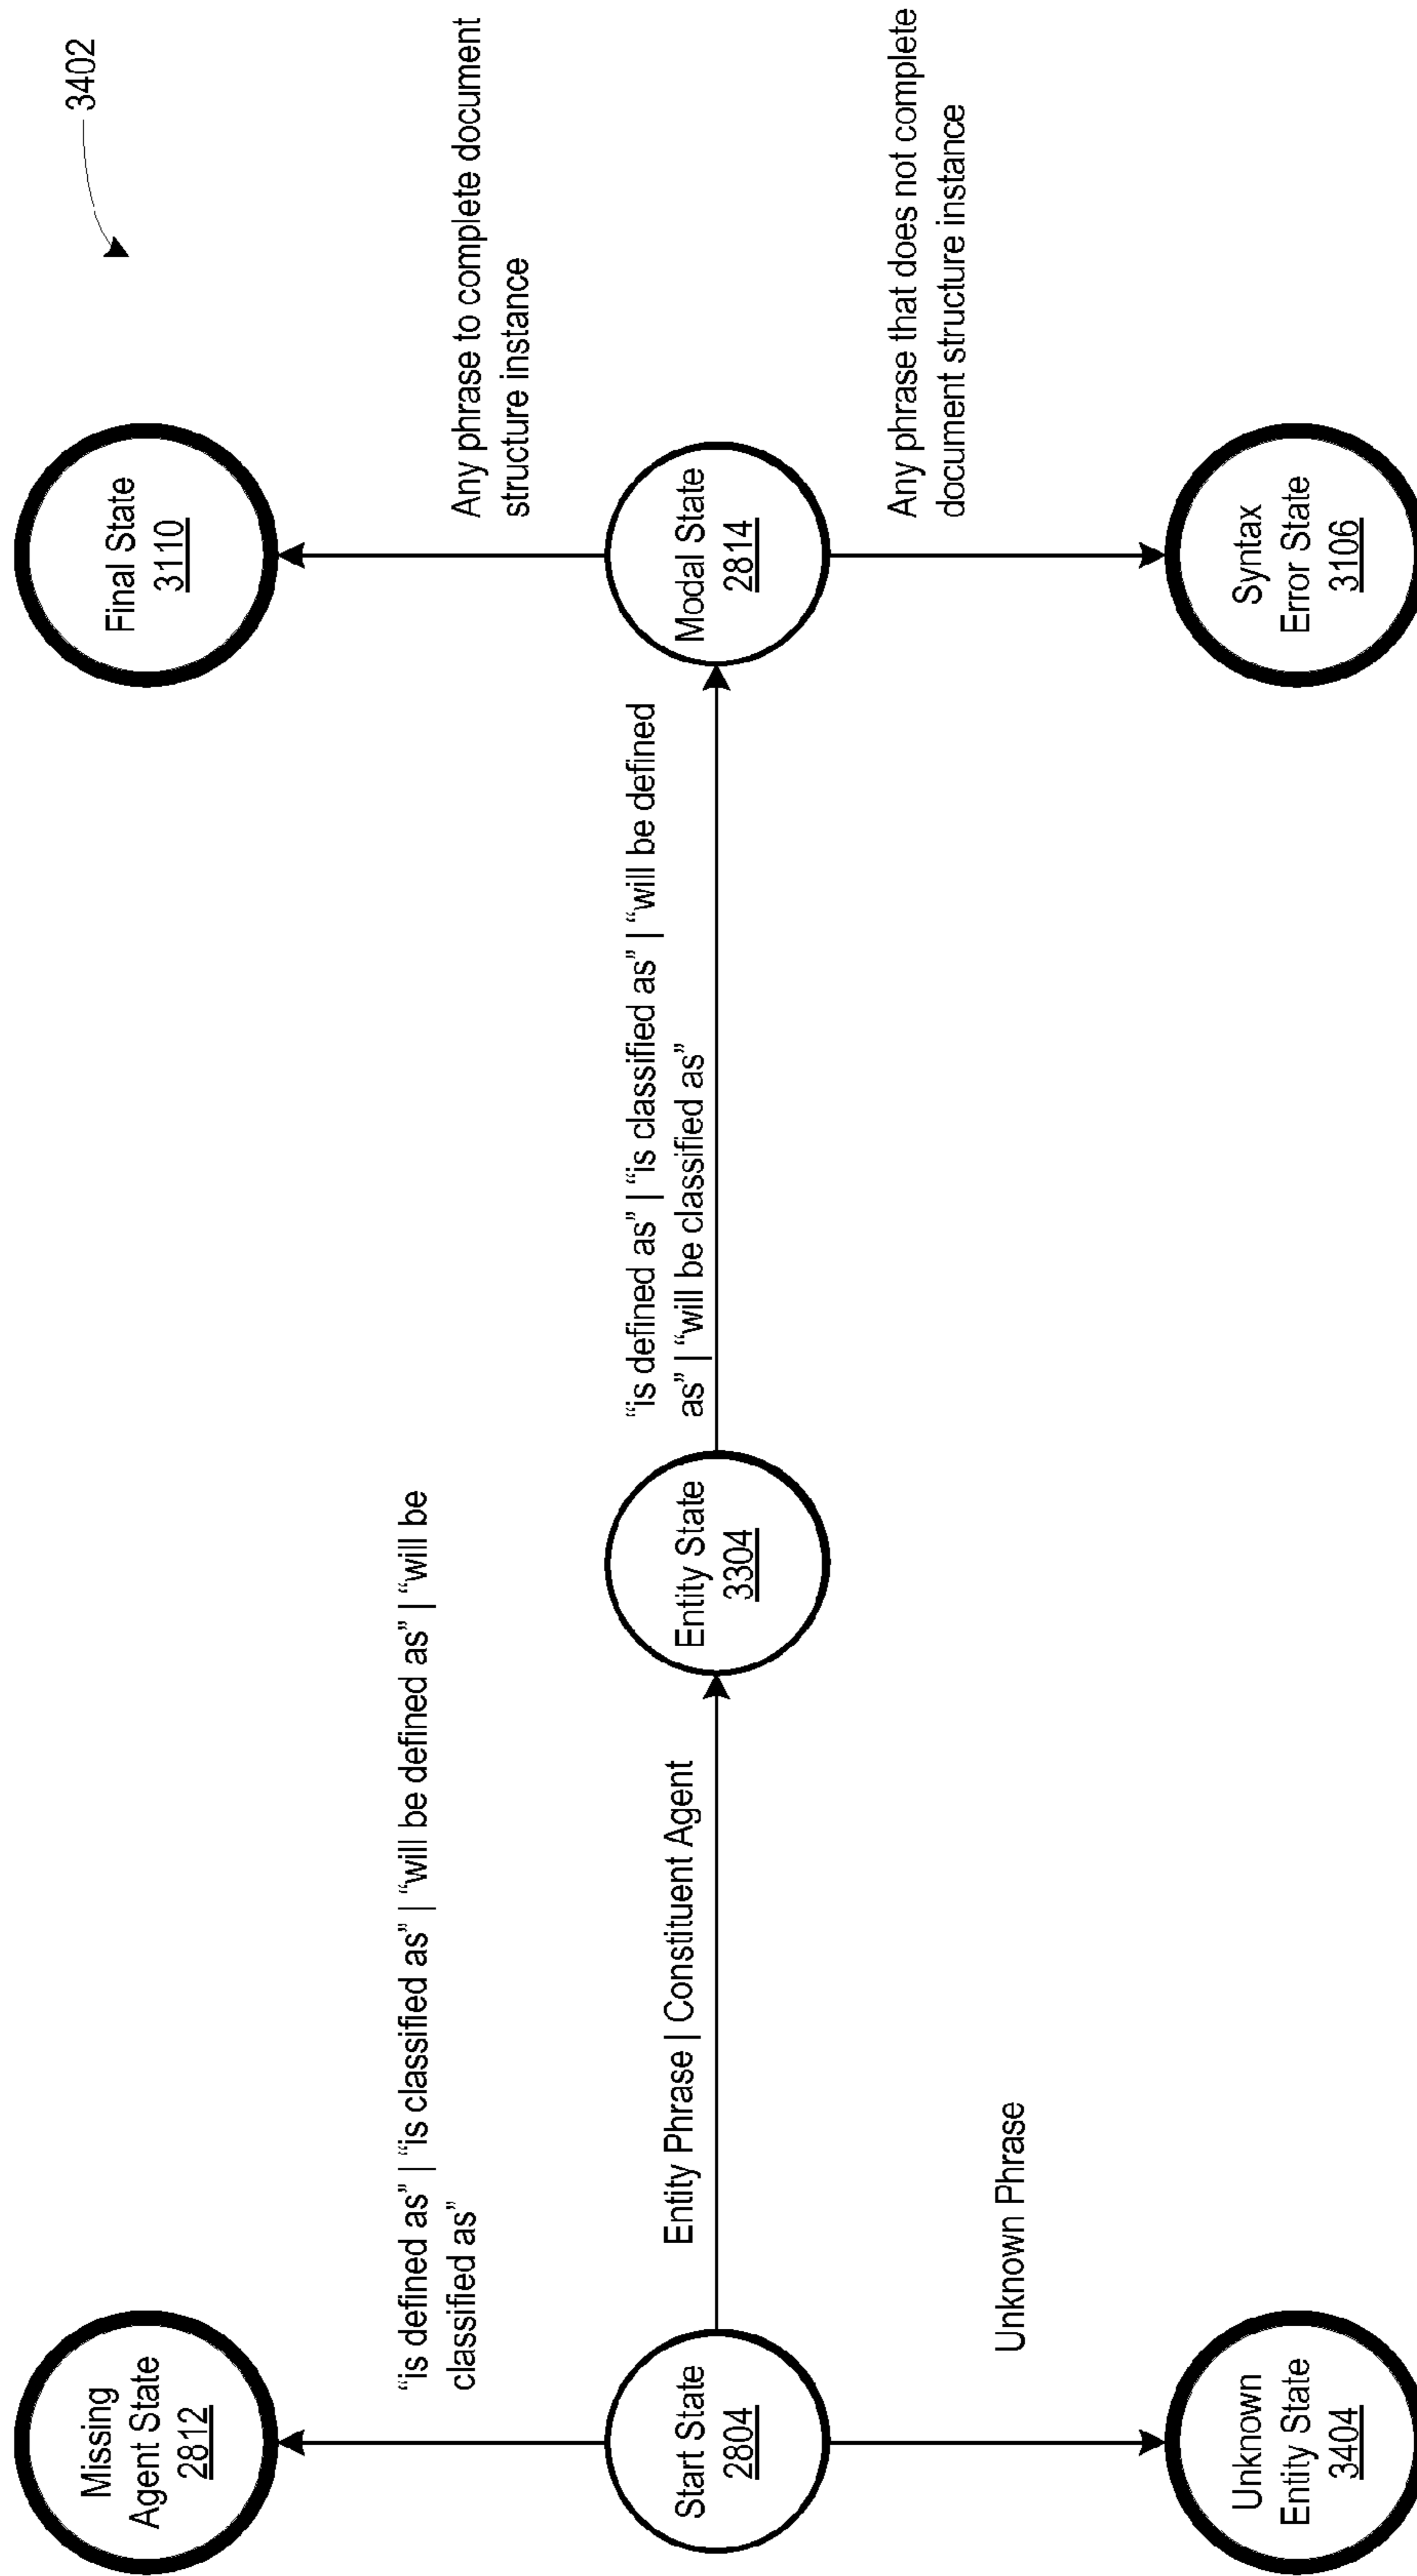 3402
Missing
Agent State
2812
“is defined as” | “is classified as” | “will be defined as” | “will be
classified as”
Final State
3110
Any phrase to complete document
structure instance
Start State
2804
Entity Phrase | Constituent Agent
Entity State
3304
“is defined as” | “is classified as” | “will be defined
as” | “will be classified as”
Modal State
2814
Unknown Phrase
Any phrase that does not complete
document structure instance
Unknown
Entity State
3404
Syntax
Error State
3106